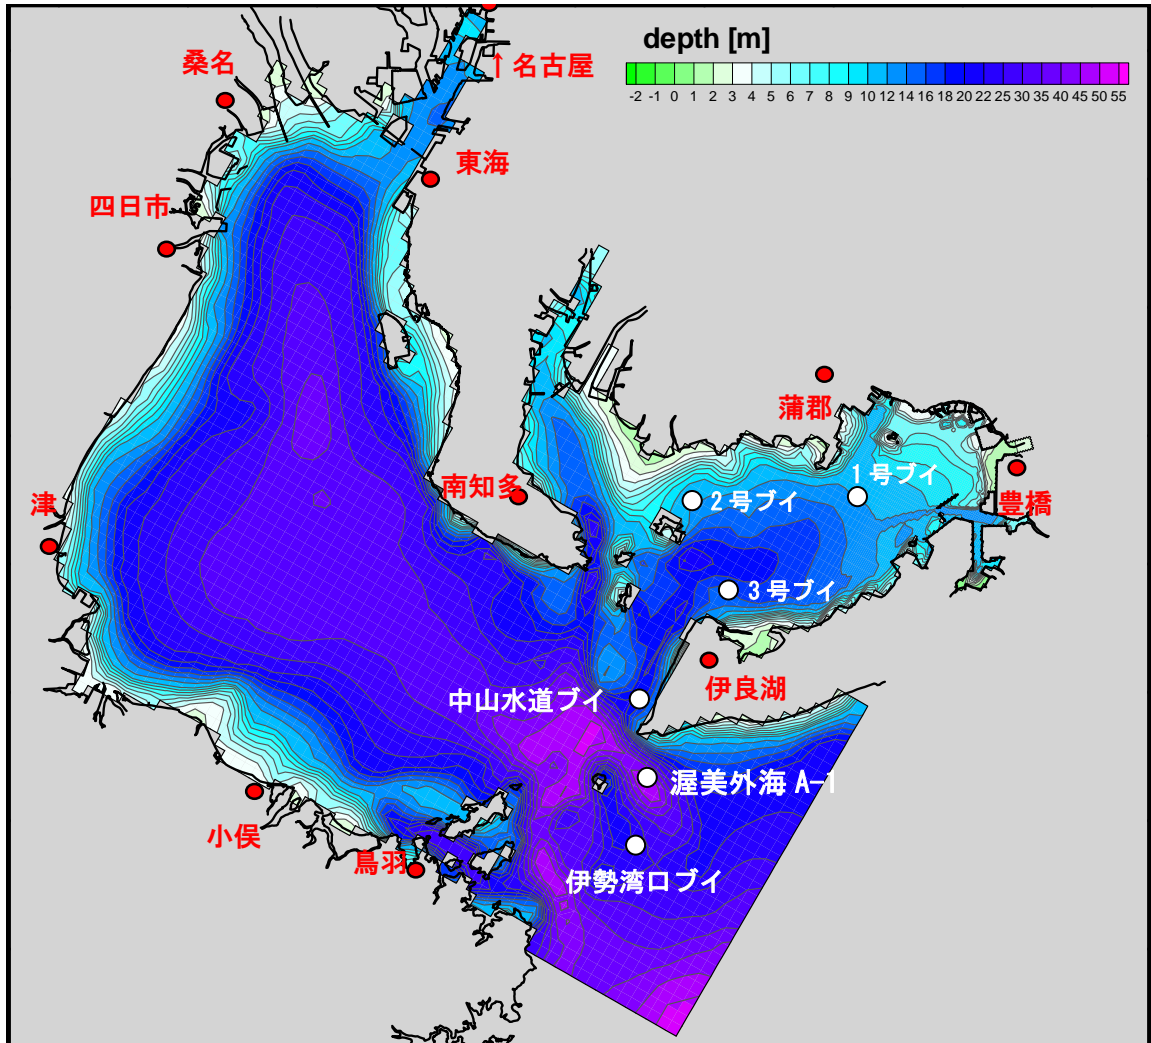 depth [m]
-2 -1 0 1 2 3 4 5 6 7 8 9 10 12 14 16 18 20 22 25 30 35 40 45 50 55
桑名
↑名古屋
東海
四日市
蒲郡
1号ブイ
南知多
2号ブイ
豊橋
津
3号ブイ
伊良湖
中山水道ブイ
渥美外海 A-1
小俣
鳥羽
伊勢湾口ブイ